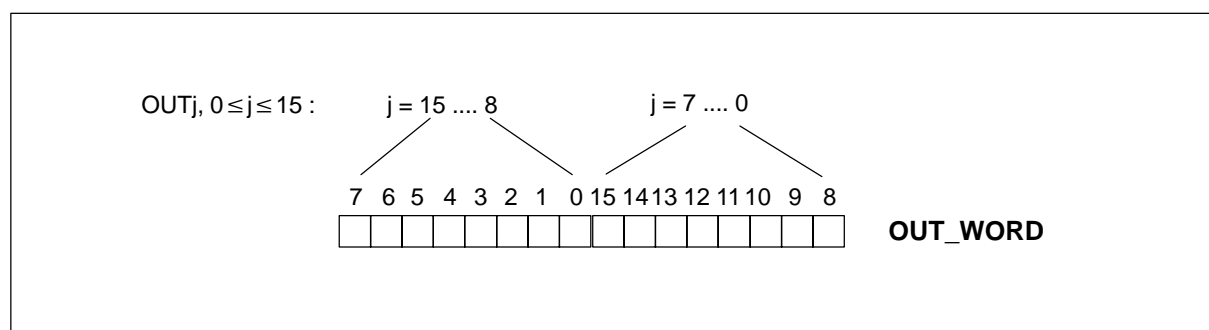 OUTj, 0≤j≤15 : j = 15 .... 8 j = 7 .... 0
7 6 5 4 3 2 1 0 15 14 13 12 11 10 9 8
OUT_WORD